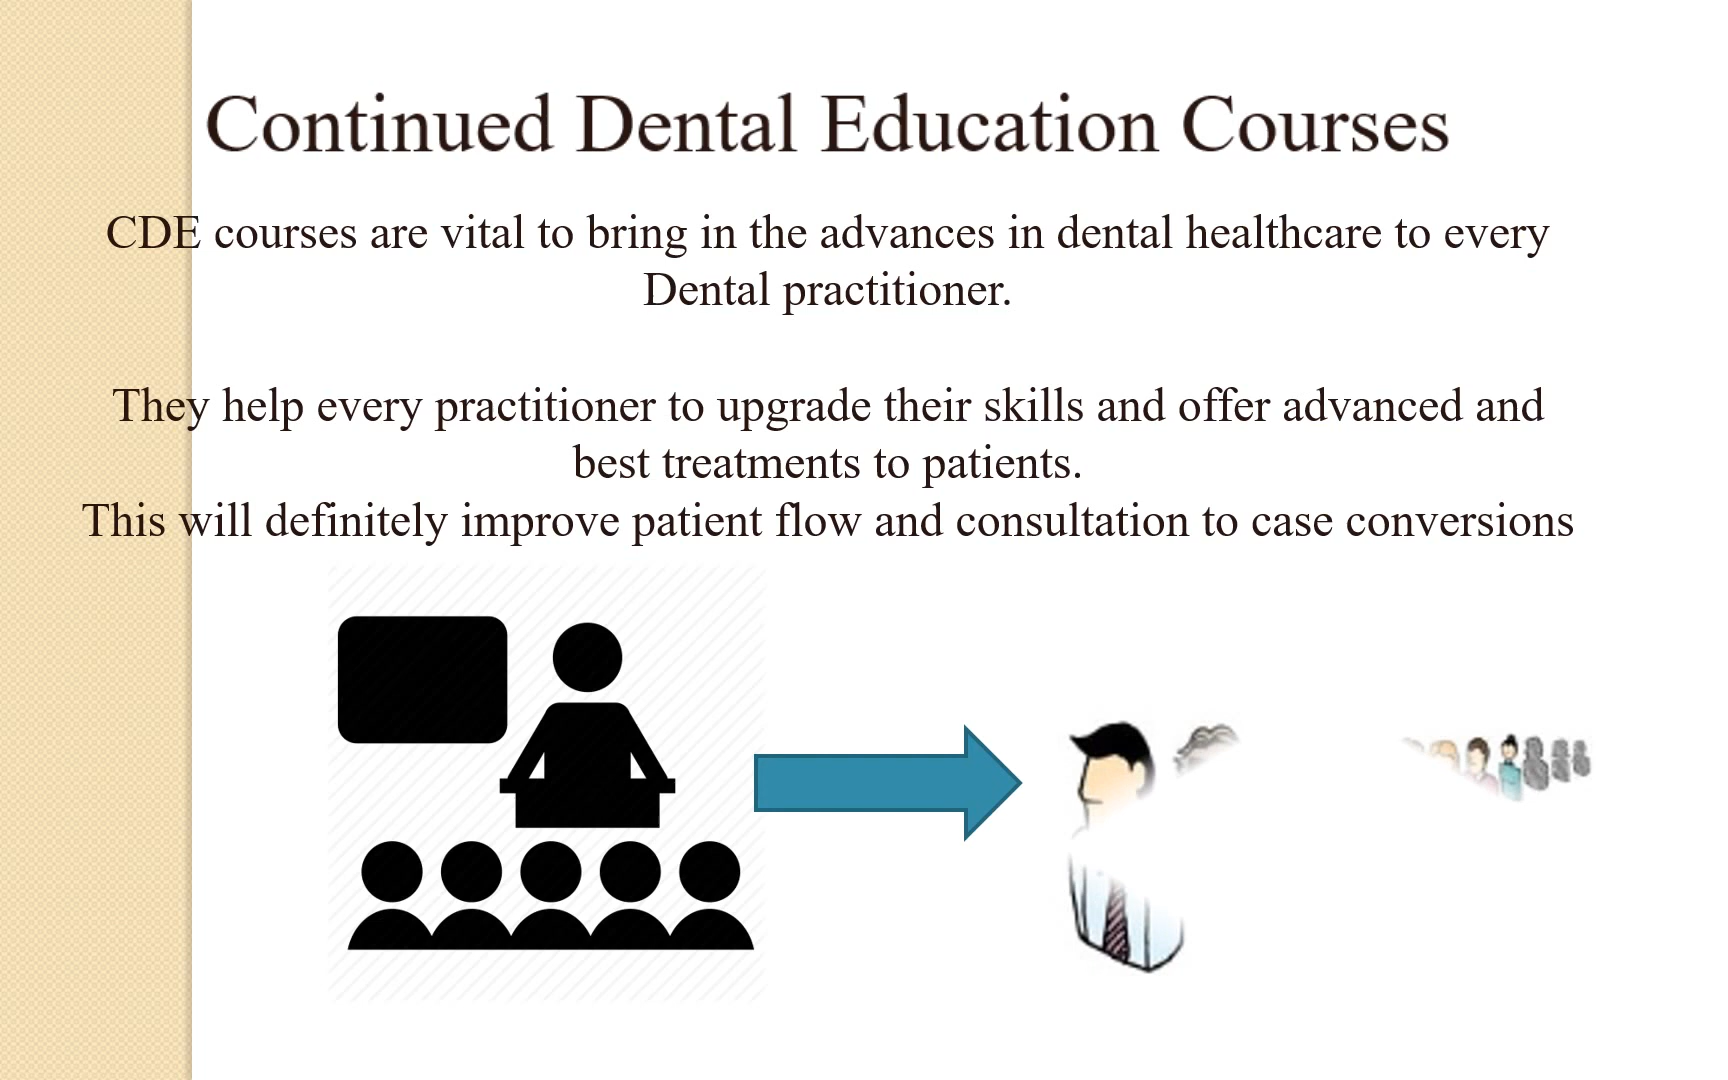 Continued Dental Education Courses
CDE courses are vital to bring in the advances in dental healthcare to every
Dental practitioner.
They help every practitioner to upgrade their skills and offer advanced and
best treatments to patients.
This will definitely improve patient flow and consultation to case conversions